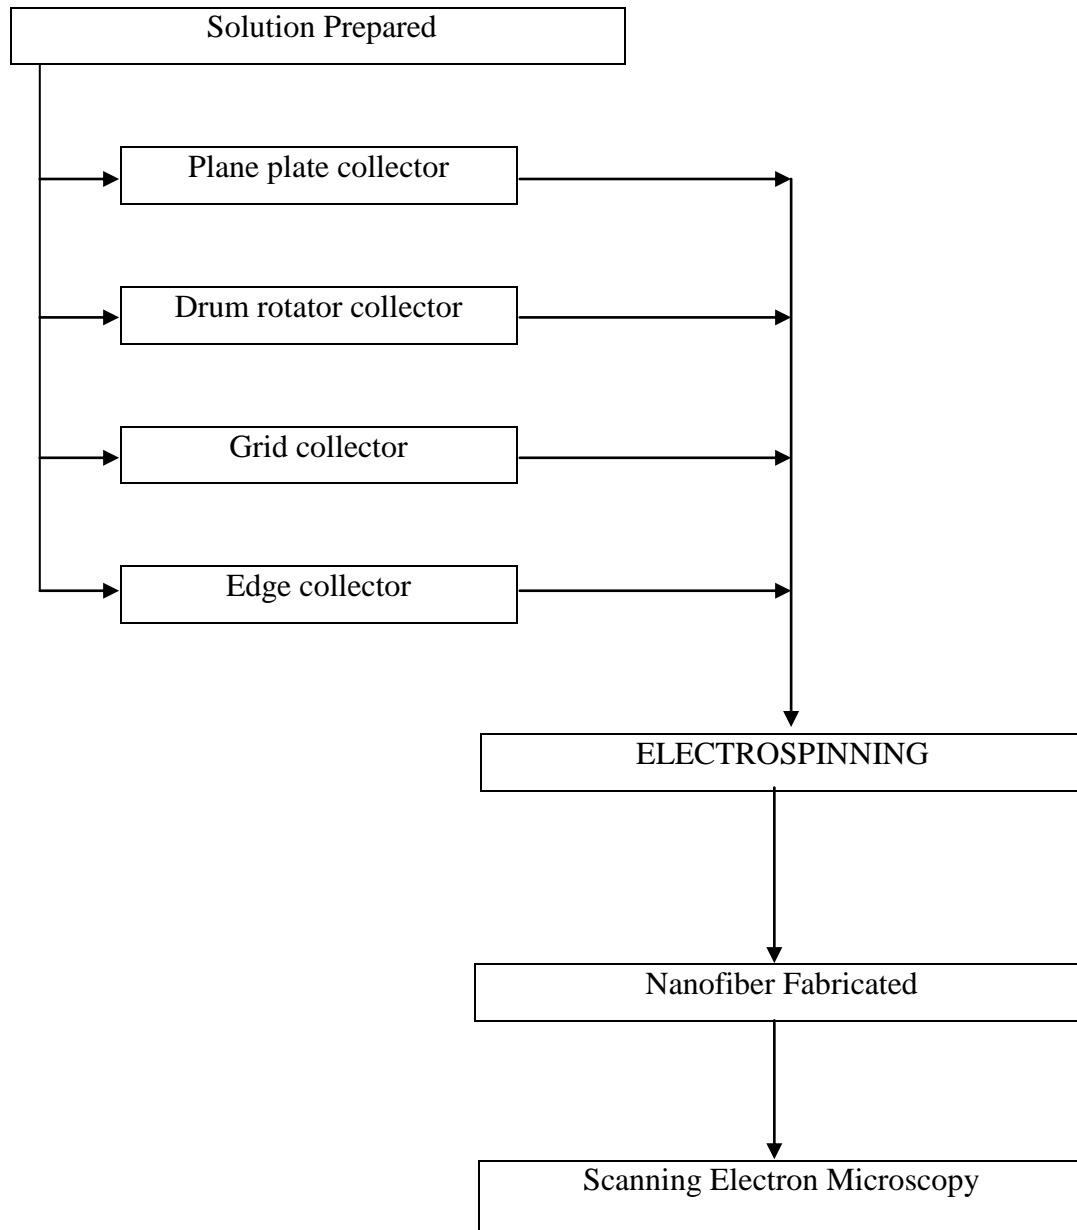 Solution Prepared
Plane plate collector
Drum rotator collector
Grid collector
Edge collector
ELECTROSPINNING
Nanofiber Fabricated
Scanning Electron Microscopy